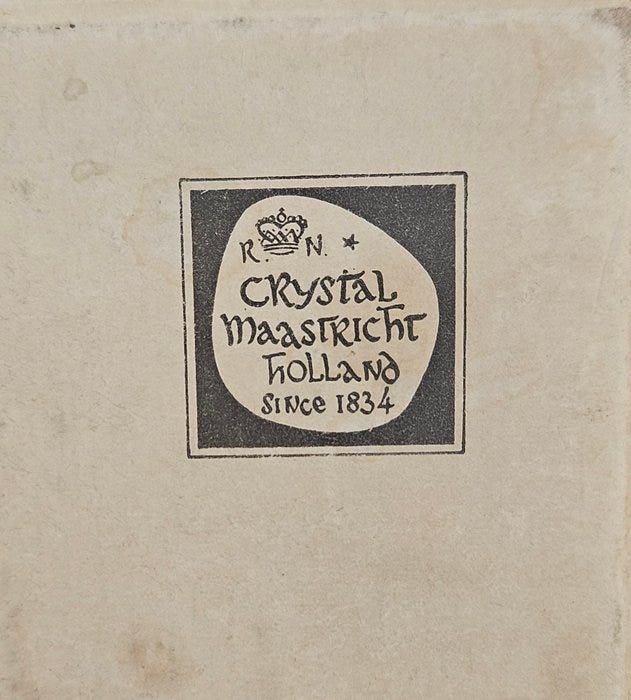 R. N.
CRYSTAL
MAASTRICHT
HOLLAND
SINCE 1834